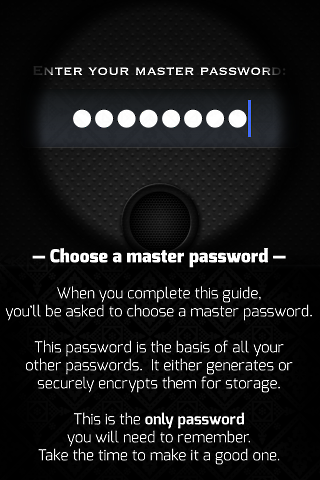 Enter your master password:
●●●●●●●●
— Choose a master password —
When you complete this guide,
you'll be asked to choose a master password.
This password is the basis of all your
other passwords.  It either generates or
securely encrypts them for storage.
This is the only password
you will need to remember.
Take the time to make it a good one.